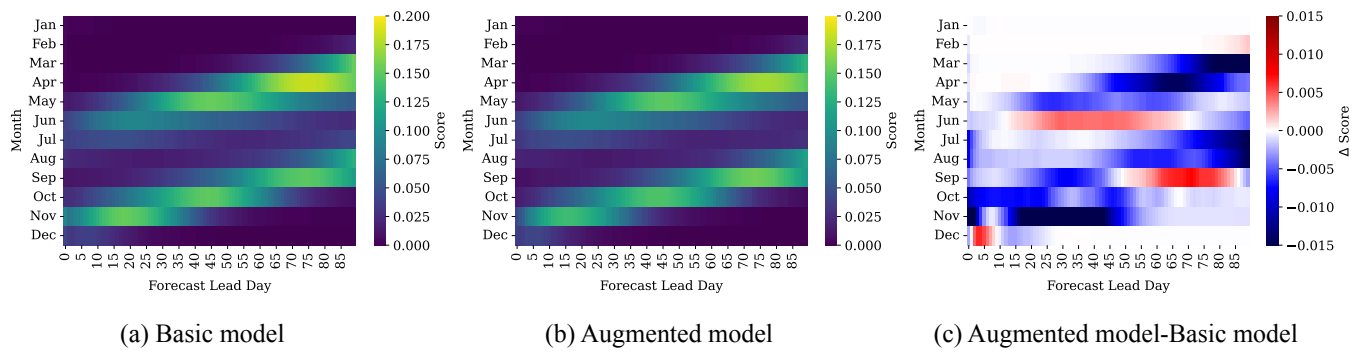 Month
Jan
Feb
Mar
Apr
May
Jun
Jul
Aug
Sep
Oct
Nov
Dec
0 5 10 15 20 25 30 35 40 45 50 55 60 65 70 75 80 85
Forecast Lead Day
0.200
0.175
0.150
0.125
0.100
0.075
0.050
0.025
0.000
Score
(a) Basic model
Month
Jan
Feb
Mar
Apr
May
Jun
Jul
Aug
Sep
Oct
Nov
Dec
0 5 10 15 20 25 30 35 40 45 50 55 60 65 70 75 80 85
Forecast Lead Day
0.200
0.175
0.150
0.125
0.100
0.075
0.050
0.025
0.000
Score
(b) Augmented model
Month
Jan
Feb
Mar
Apr
May
Jun
Jul
Aug
Sep
Oct
Nov
Dec
0 5 10 15 20 25 30 35 40 45 50 55 60 65 70 75 80 85
Forecast Lead Day
0.015
0.010
0.005
0.000
−0.005
−0.010
−0.015
Δ Score
(c) Augmented model-Basic model